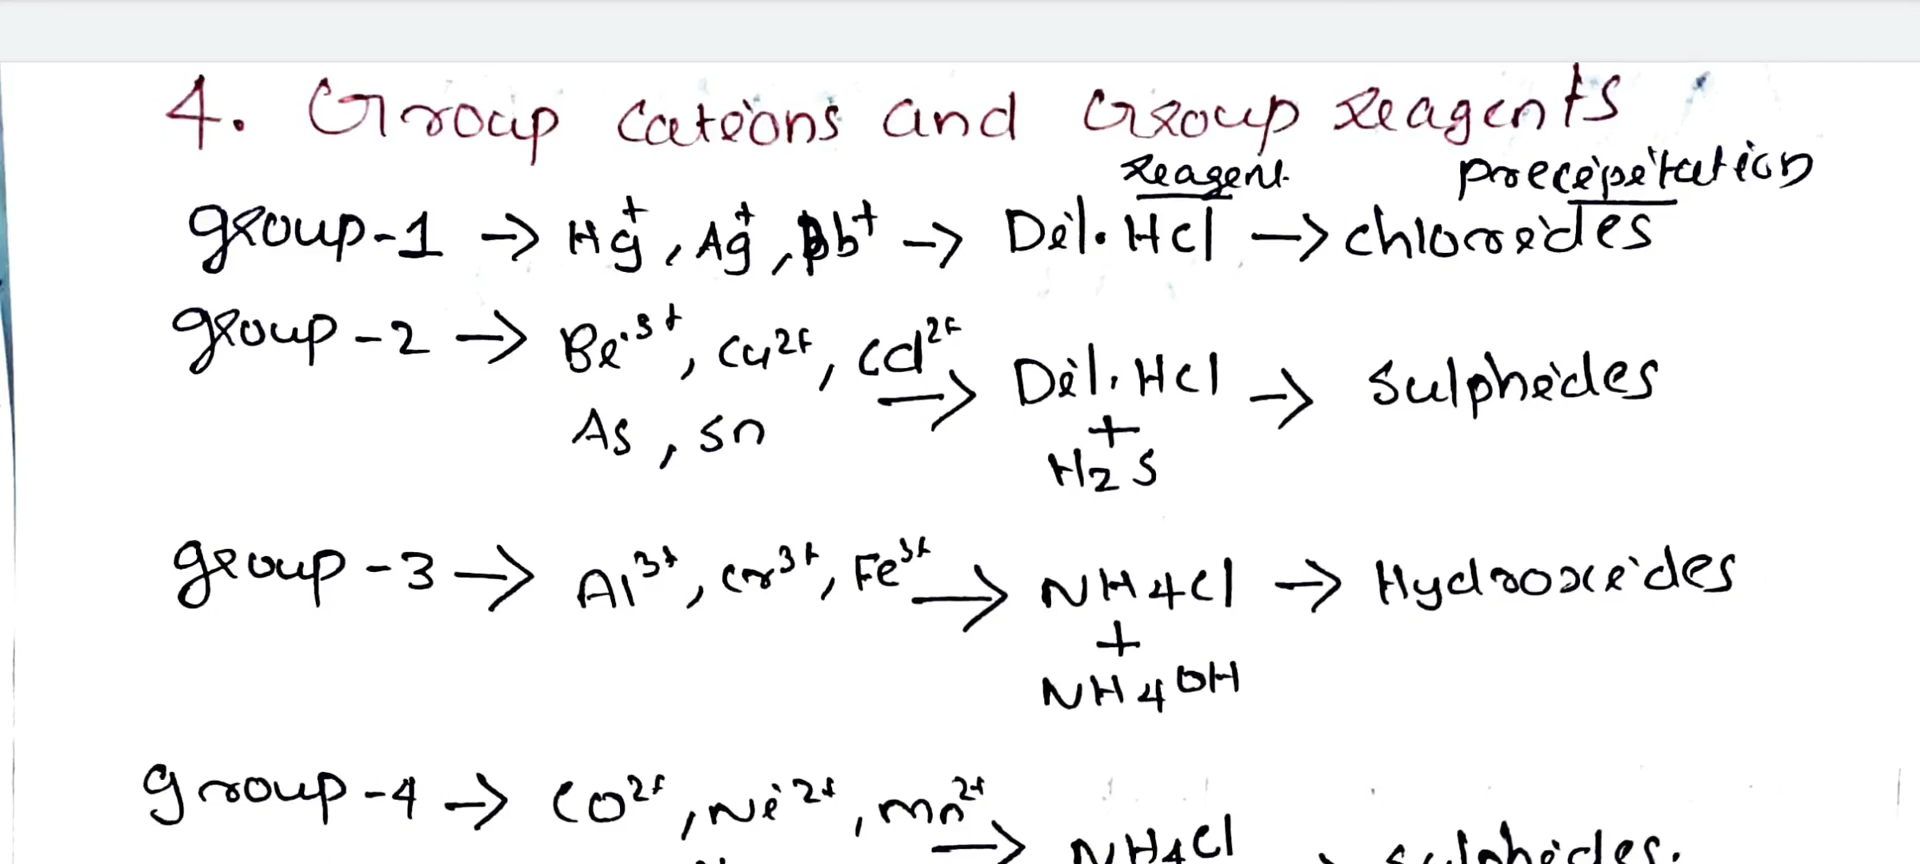 4. Group cations and Group reagents
reagent precipitation
group-1 → Hg⁺, Ag⁺, Pb⁺ → Dil. HCl → chlorides
group-2 → Bi³⁺, Cu²⁺, Cd²⁺ → Dil. HCl → sulphides
As, Sn + H2S
group-3 → Al³⁺, Cr³⁺, Fe³⁺ → NH4Cl → Hydroxides
+
NH4OH
group-4 → Co²⁺, Ni²⁺, Mn²⁺
→ NH4Cl → sulphides.